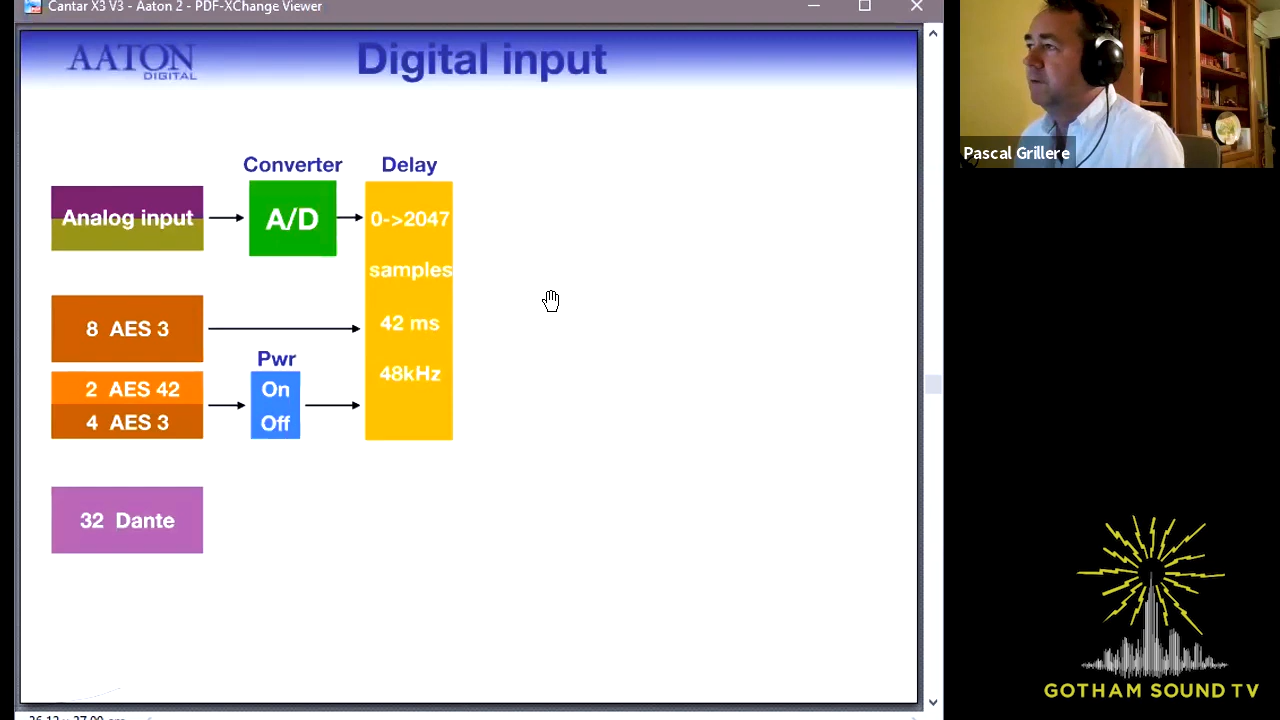 Cantar X3 V3 - Aaton 2 - PDF-XChange Viewer
AATON
DIGITAL
Digital input
Converter
Delay
Analog input
A/D
0->2047
samples
42 ms
48kHz
8 AES 3
Pwr
2 AES 42
4 AES 3
On
Off
32 Dante
Pascal Grillere
GOTHAM SOUND TV